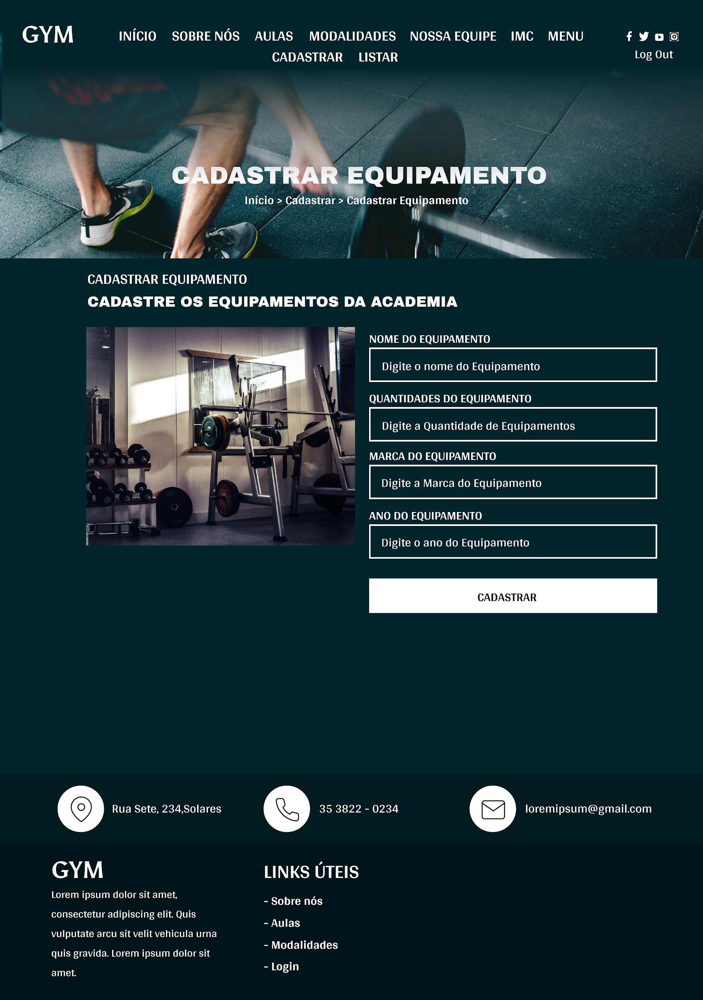 GYM
INÍCIO SOBRE NÓS AULAS MODALIDADES NOSSA EQUIPE IMC MENU
CADASTRAR LISTAR
Log Out
CADASTRAR EQUIPAMENTO
Início > Cadastrar > Cadastrar Equipamento
CADASTRAR EQUIPAMENTO
CADASTRE OS EQUIPAMENTOS DA ACADEMIA
NOME DO EQUIPAMENTO
Digite o nome do Equipamento
QUANTIDADES DO EQUIPAMENTO
Digite a Quantidade de Equipamentos
MARCA DO EQUIPAMENTO
Digite a Marca do Equipamento
ANO DO EQUIPAMENTO
Digite o ano do Equipamento
CADASTRAR
Rua Sete, 234,Solares
35 3822 - 0234
loremipsum@gmail.com
GYM
Lorem ipsum dolor sit amet,
consectetur adipiscing elit. Quis
vulputate arcu sit velit vehicula urna
quis gravida. Lorem ipsum dolor sit
amet.
LINKS ÚTEIS
- Sobre nós
- Aulas
- Modalidades
- Login